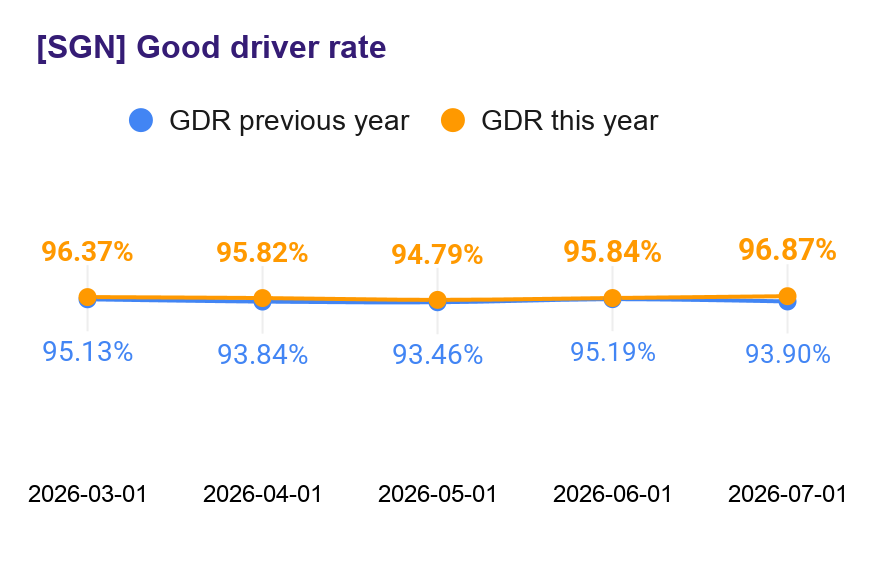 [SGN] Good driver rate
GDR previous year GDR this year
96.37% 95.82% 94.79% 95.84% 96.87%
95.13% 93.84% 93.46% 95.19% 93.90%
2026-03-01 2026-04-01 2026-05-01 2026-06-01 2026-07-01